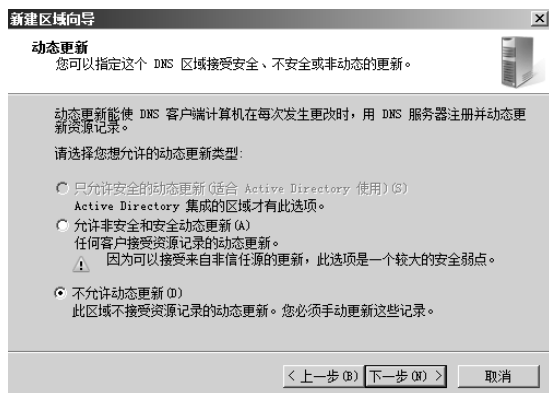 新建区域向导
动态更新
您可以指定这个 DNS 区域接受安全、不安全或非动态的更新。
动态更新能使 DNS 客户端计算机在每次发生更改时，用 DNS 服务器注册并动态更
新资源记录。
请选择您想允许的动态更新类型:
只允许安全的动态更新(适合 Active Directory 使用)(S)
Active Directory 集成的区域才有此选项。
允许非安全和安全动态更新(A)
任何客户接受资源记录的动态更新。
因为可以接受来自非信任源的更新，此选项是一个较大的安全弱点。
不允许动态更新(D)
此区域不接受资源记录的动态更新。您必须手动更新这些记录。
< 上一步(B) 下一步(N) > 取消